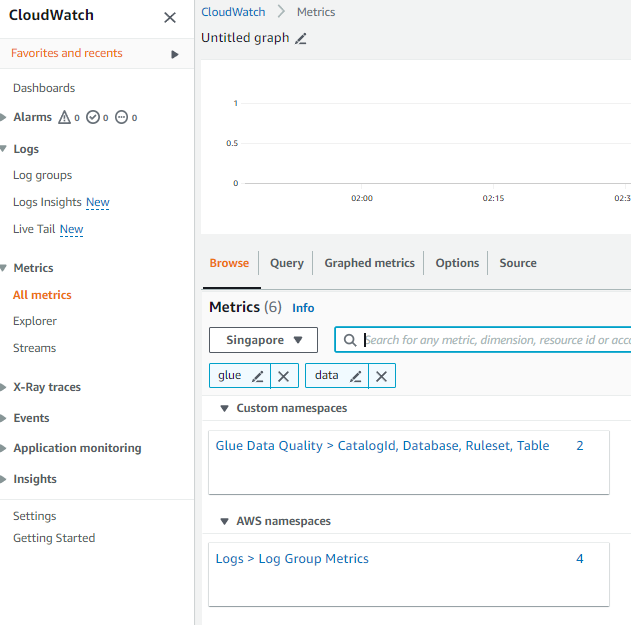 CloudWatch
Favorites and recents
Dashboards
Alarms 0 0 0
Logs
Log groups
Logs Insights New
Live Tail New
Metrics
All metrics
Explorer
Streams
X-Ray traces
Events
Application monitoring
Insights
Settings
Getting Started
CloudWatch > Metrics
Untitled graph
1
0.5
0
02:00 02:15
Browse Query Graphed metrics Options Source
Metrics (6) Info
Singapore
Search for any metric, dimension, resource id or
glue data
Custom namespaces
Glue Data Quality > CatalogId, Database, Ruleset, Table 2
AWS namespaces
Logs > Log Group Metrics 4